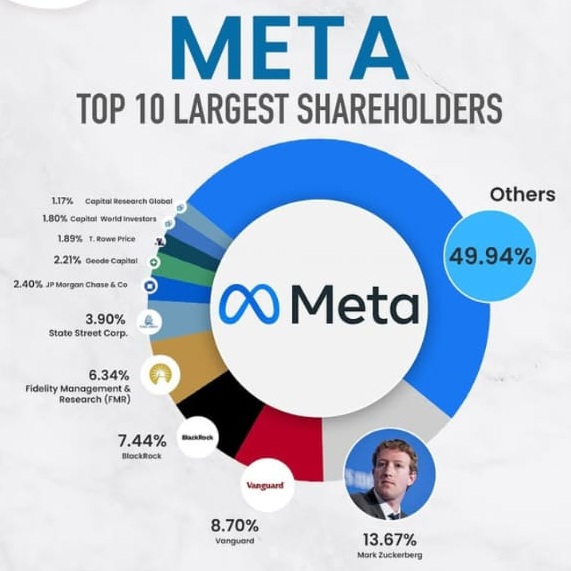 META
TOP 10 LARGEST SHAREHOLDERS
Others
49.94%
1.17% Capital Research Global
1.80% Capital World Investors
1.89% T. Rowe Price
2.21% Geode Capital
2.40% JP Morgan Chase & Co
3.90%
State Street Corp.
6.34%
Fidelity Management &
Research (FMR)
7.44%
BlackRock
BlackRock
Vanguard
8.70%
Vanguard
13.67%
Mark Zuckerberg
Meta